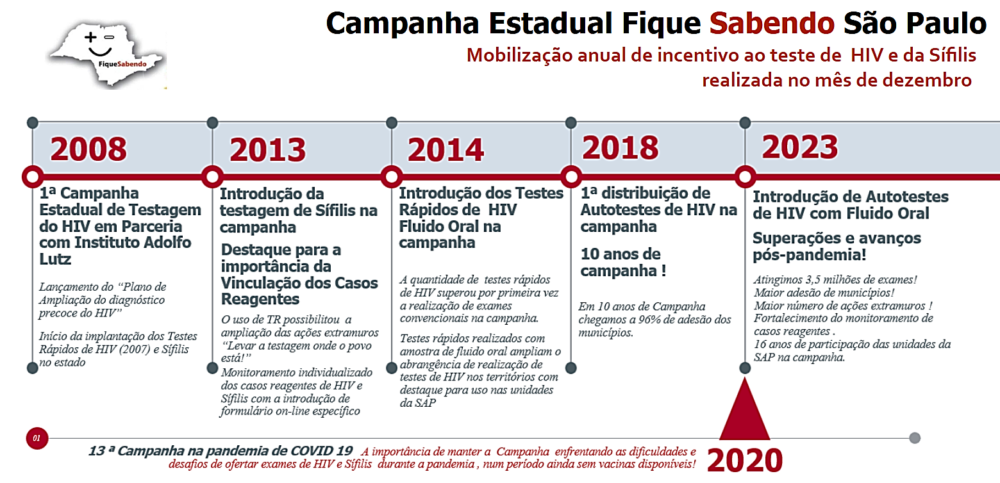 Campanha Estadual Fique Sabendo São Paulo
Mobilização anual de incentivo ao teste de HIV e da Sífilis
realizada no mês de dezembro
FiqueSabendo
2008
1ª Campanha
Estadual de Testagem
do HIV em Parceria
com Instituto Adolfo
Lutz
Lançamento do “Plano de
Ampliação do diagnóstico
precoce do HIV”
Início da implantação dos Testes
Rápidos de HIV (2007) e Sífilis
no estado
2013
Introdução da
testagem de Sífilis na
campanha
Destaque para a
importância da
Vinculação dos Casos
Reagentes
O uso de TR possibilitou a
ampliação das ações extramuros
“Levar a testagem onde o povo
está!”
Monitoramento individualizado
dos casos reagentes de HIV e
Sífilis com a introdução de
formulário on-line específico
2014
Introdução dos Testes
Rápidos de HIV
Fluido Oral na
campanha
A quantidade de testes rápidos
de HIV superou por primeira vez
a realização de exames
convencionais na campanha.
Testes rápidos realizados com
amostra de fluido oral ampliam o
abrangência de realização de
testes de HIV nos territórios com
destaque para uso nas unidades
da SAP
2018
1ª distribuição de
Autotestes de HIV na
campanha
10 anos de
campanha !
Em 10 anos de Campanha
chegamos a 96% de adesão dos
municípios.
2023
Introdução de Autotestes
de HIV com Fluido Oral
Superações e avanços
pós-pandemia!
Atingimos 3,5 milhões de exames!
Maior adesão de municípios!
Maior número de ações extramuros !
Fortalecimento do monitoramento de
casos reagentes .
16 anos de participação das unidades da
SAP na campanha.
01
13 ª Campanha na pandemia de COVID 19 A importância de manter a Campanha enfrentando as dificuldades e
desafios de ofertar exames de HIV e Sífilis durante a pandemia , num período ainda sem vacinas disponíveis!
2020